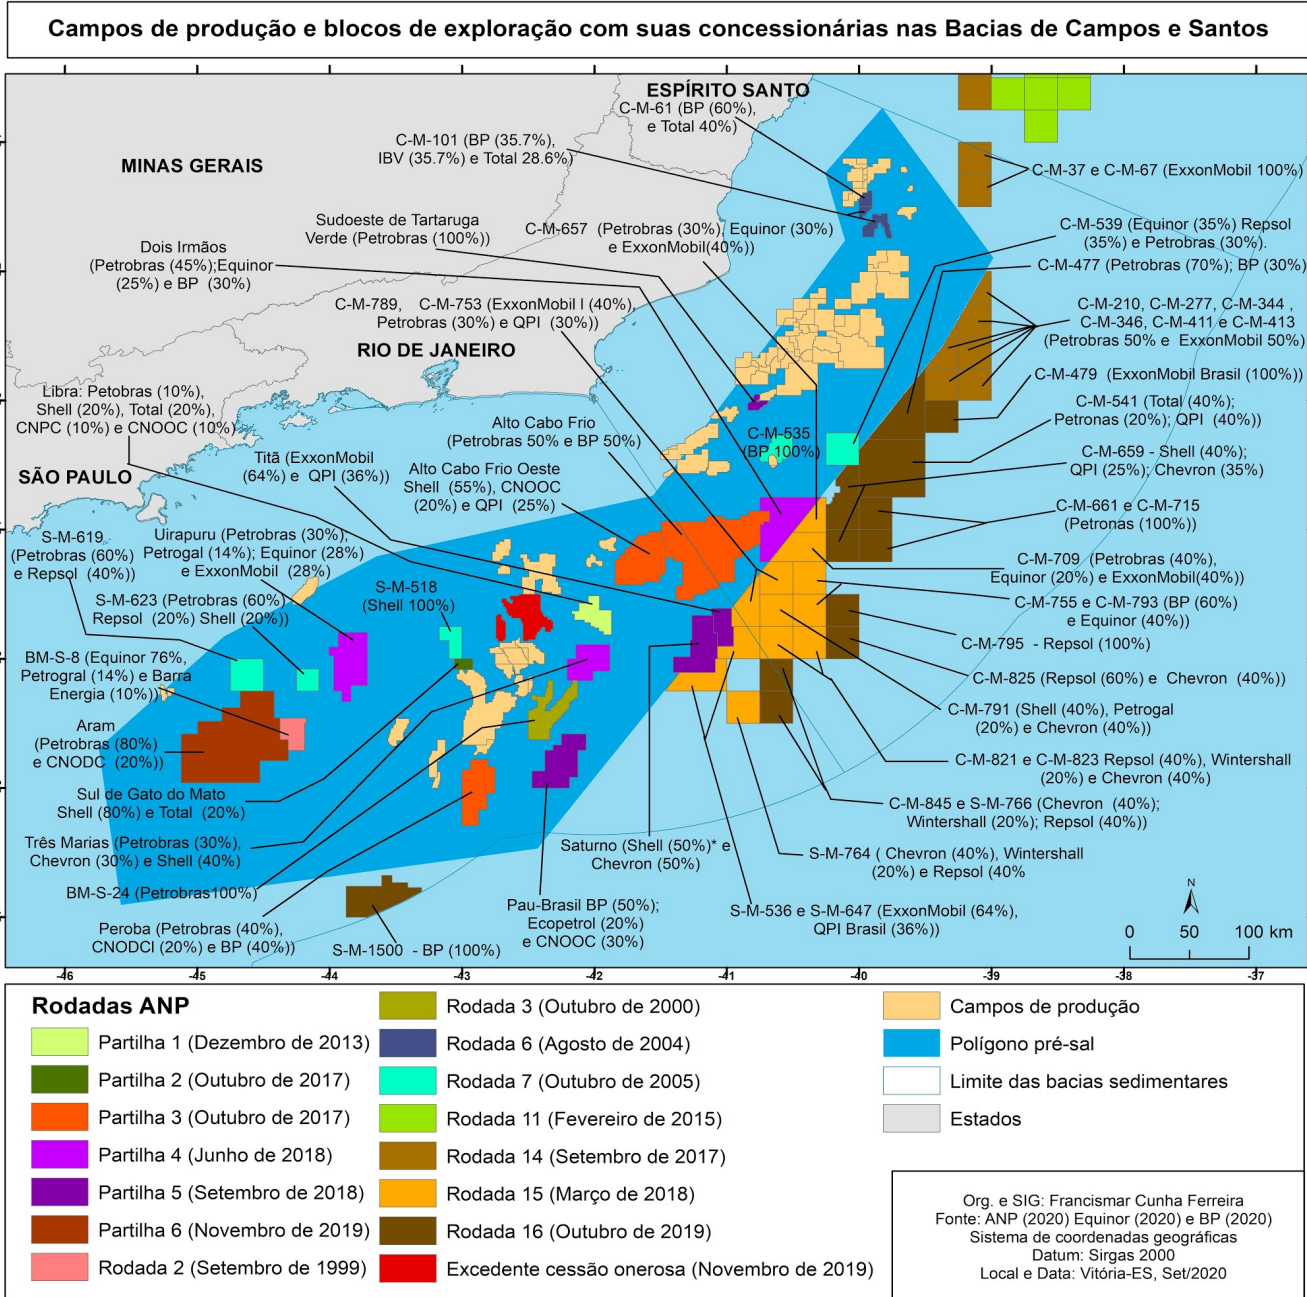 Campos de produção e blocos de exploração com suas concessionárias nas Bacias de Campos e Santos
ESPÍRITO SANTO
C-M-61 (BP (60%),
e Total 40%)
C-M-101 (BP (35.7%),
IBV (35.7%) e Total 28.6%)
MINAS GERAIS
C-M-37 e C-M-67 (ExxonMobil 100%)
Sudoeste de Tartaruga
Verde (Petrobras (100%))
C-M-657 (Petrobras (30%), Equinor (30%)
e ExxonMobil(40%))
C-M-539 (Equinor (35%) Repsol
(35%) e Petrobras (30%).
Dois Irmãos
(Petrobras (45%);Equinor
(25%) e BP (30%)
C-M-477 (Petrobras (70%); BP (30%)
C-M-789, C-M-753 (ExxonMobil l (40%),
Petrobras (30%) e QPI (30%))
C-M-210, C-M-277, C-M-344 ,
C-M-346, C-M-411 e C-M-413
(Petrobras 50% e ExxonMobil 50%)
RIO DE JANEIRO
C-M-479 (ExxonMobil Brasil (100%))
Libra: Petobras (10%),
Shell (20%), Total (20%),
CNPC (10%) e CNOOC (10%)
C-M-541 (Total (40%);
Petronas (20%); QPI (40%))
Alto Cabo Frio
(Petrobras 50% e BP 50%)
C-M-535
(BP 100%)
C-M-659 - Shell (40%);
QPI (25%); Chevron (35%)
SÃO PAULO
Titã (ExxonMobil
(64%) e QPI (36%))
Alto Cabo Frio Oeste
Shell (55%), CNOOC
(20%) e QPI (25%)
C-M-661 e C-M-715
(Petronas (100%))
S-M-619
(Petrobras (60%)
e Repsol (40%))
Uirapuru (Petrobras (30%),
Petrogal (14%); Equinor (28%)
e ExxonMobil (28%)
C-M-709 (Petrobras (40%),
Equinor (20%) e ExxonMobil(40%))
S-M-518
(Shell 100%)
S-M-623 (Petrobras (60%)
Repsol (20%) Shell (20%))
C-M-755 e C-M-793 (BP (60%)
e Equinor (40%))
C-M-795 - Repsol (100%)
BM-S-8 (Equinor 76%,
Petrogral (14%) e Barra
Energia (10%))
C-M-825 (Repsol (60%) e Chevron (40%))
C-M-791 (Shell (40%), Petrogal
(20%) e Chevron (40%))
Aram
(Petrobras (80%)
e CNODC (20%))
C-M-821 e C-M-823 Repsol (40%), Wintershall
(20%) e Chevron (40%)
Sul de Gato do Mato
Shell (80%) e Total (20%)
C-M-845 e S-M-766 (Chevron (40%);
Wintershall (20%); Repsol (40%))
Três Marias (Petrobras (30%),
Chevron (30%) e Shell (40%)
Saturno (Shell (50%)* e
Chevron (50%)
S-M-764 ( Chevron (40%), Wintershall
(20%) e Repsol (40%
BM-S-24 (Petrobras100%)
Pau-Brasil BP (50%);
Ecopetrol (20%)
e CNOOC (30%)
S-M-536 e S-M-647 (ExxonMobil (64%),
QPI Brasil (36%))
Peroba (Petrobras (40%),
CNODCI (20%) e BP (40%))
S-M-1500 - BP (100%)
N
0 50 100 km
-46 -45 -44 -43 -42 -41 -40 -39 -38 -37
Rodadas ANP
Partilha 1 (Dezembro de 2013)
Partilha 2 (Outubro de 2017)
Partilha 3 (Outubro de 2017)
Partilha 4 (Junho de 2018)
Partilha 5 (Setembro de 2018)
Partilha 6 (Novembro de 2019)
Rodada 2 (Setembro de 1999)
Rodada 3 (Outubro de 2000)
Rodada 6 (Agosto de 2004)
Rodada 7 (Outubro de 2005)
Rodada 11 (Fevereiro de 2015)
Rodada 14 (Setembro de 2017)
Rodada 15 (Março de 2018)
Rodada 16 (Outubro de 2019)
Excedente cessão onerosa (Novembro de 2019)
Campos de produção
Polígono pré-sal
Limite das bacias sedimentares
Estados
Org. e SIG: Francismar Cunha Ferreira
Fonte: ANP (2020) Equinor (2020) e BP (2020)
Sistema de coordenadas geográficas
Datum: Sirgas 2000
Local e Data: Vitória-ES, Set/2020